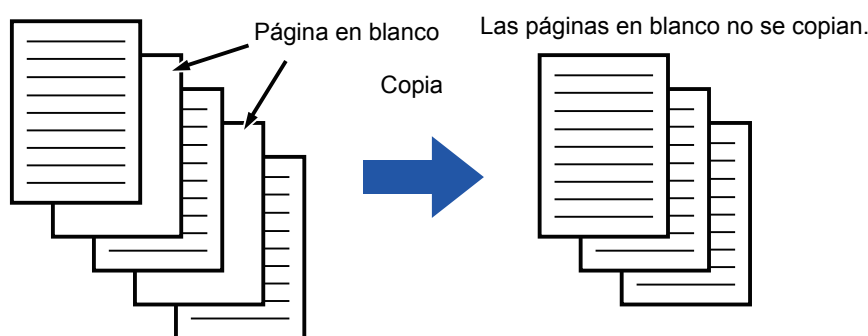 Página en blanco
Las páginas en blanco no se copian.
Copia